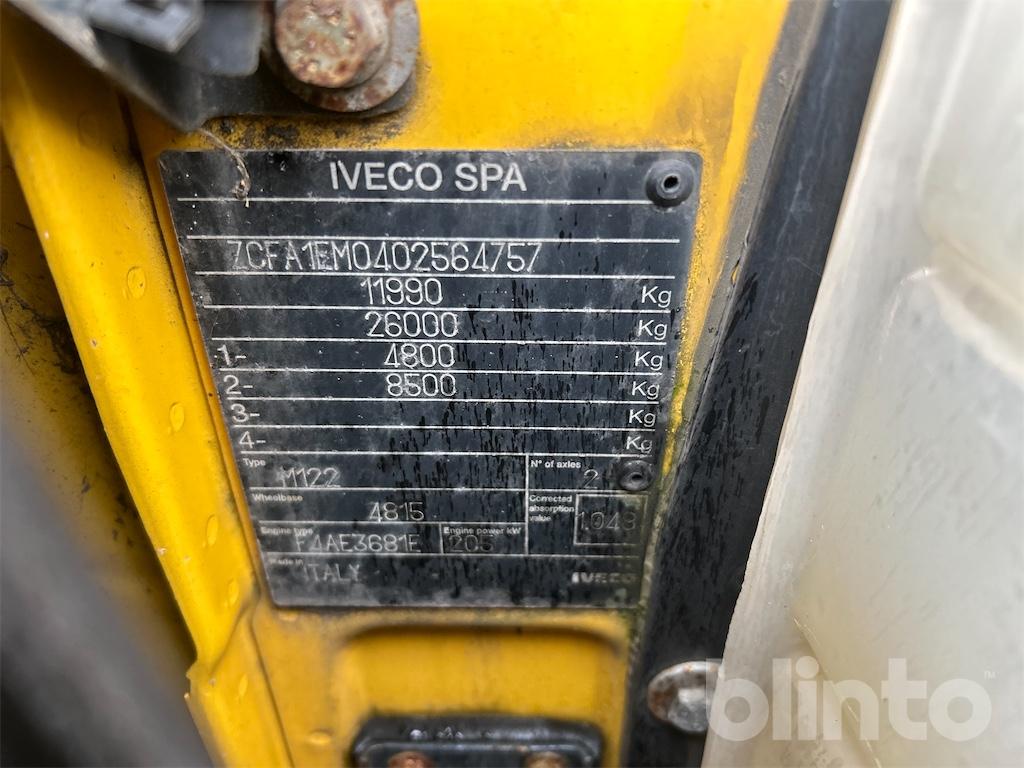 IVECO SPA
ZCFA1EM0402564757
11990 Kg
26000 Kg
1- 4800 Kg
2- 8500 Kg
3- Kg
4- Kg
Type M122 N° of axles 2
Wheelbase 4815 Corrected absorption value 1.049
Engine type F4AE3681E Engine power kW 205
Made in ITALY IVECO
blinto™